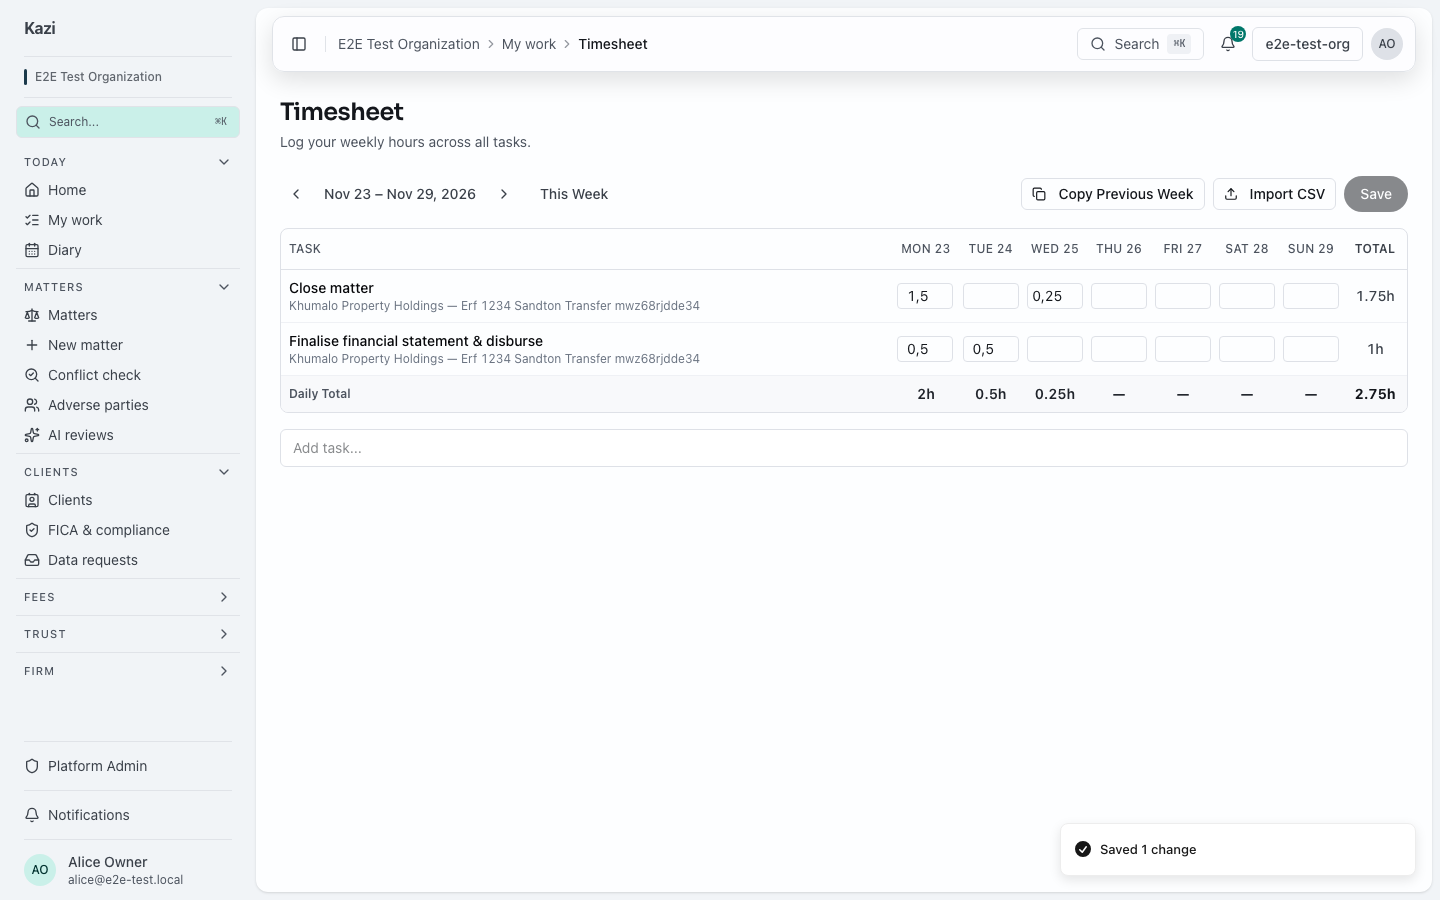 Kazi
E2E Test Organization
Search... ⌘K
TODAY
Home
My work
Diary
MATTERS
Matters
New matter
Conflict check
Adverse parties
AI reviews
CLIENTS
Clients
FICA & compliance
Data requests
FEES
TRUST
FIRM
Platform Admin
Notifications
AO Alice Owner
alice@e2e-test.local
E2E Test Organization > My work > Timesheet
Search ⌘K 19 e2e-test-org AO
Timesheet
Log your weekly hours across all tasks.
Nov 23 – Nov 29, 2026 This Week Copy Previous Week Import CSV Save
TASK MON 23 TUE 24 WED 25 THU 26 FRI 27 SAT 28 SUN 29 TOTAL
Close matter
Khumalo Property Holdings — Erf 1234 Sandton Transfer mwz68rjdde34
1,5 0,25 1.75h
Finalise financial statement & disburse
Khumalo Property Holdings — Erf 1234 Sandton Transfer mwz68rjdde34
0,5 0,5 1h
Daily Total 2h 0.5h 0.25h — — — — 2.75h
Add task...
Saved 1 change